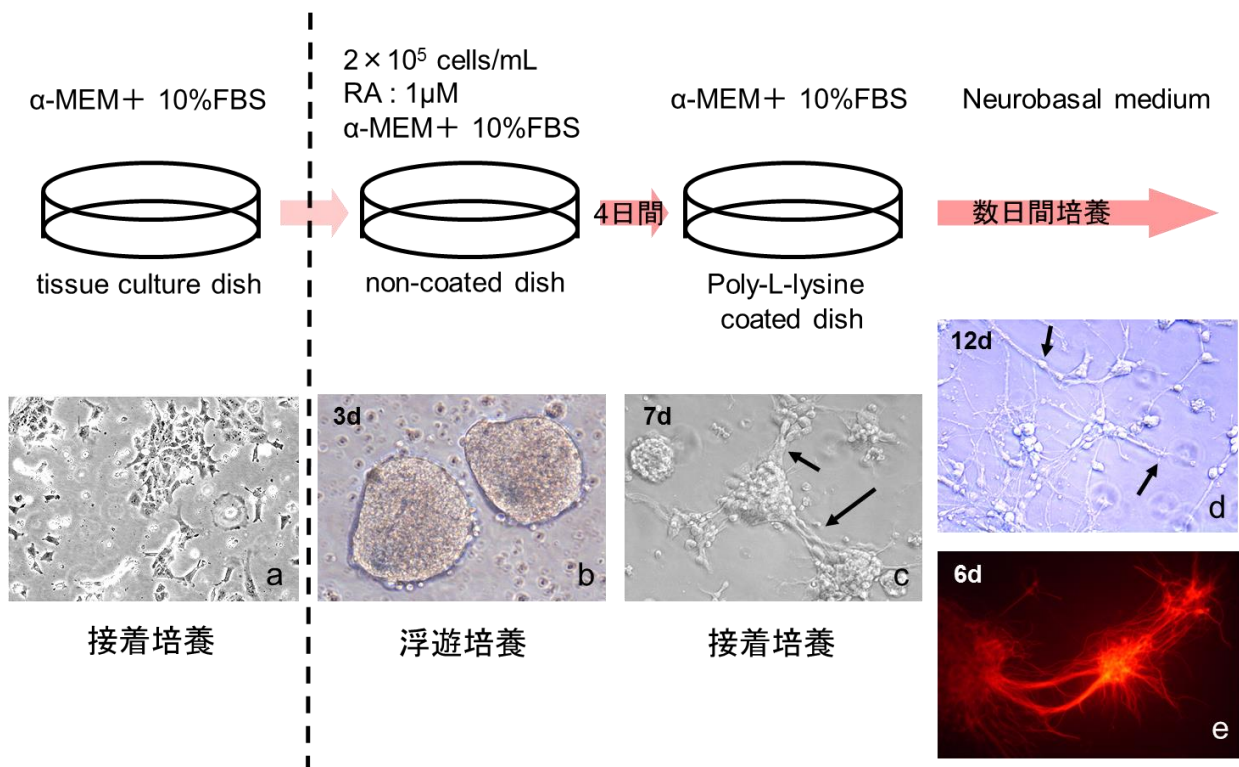 α-MEM＋ 10%FBS
tissue culture dish
2×10⁵ cells/mL
RA : 1μM
α-MEM＋ 10%FBS
non-coated dish
4日間
α-MEM＋ 10%FBS
Poly-L-lysine
coated dish
Neurobasal medium
数日間培養
a
接着培養
3d
b
浮遊培養
7d
c
接着培養
12d
d
6d
e